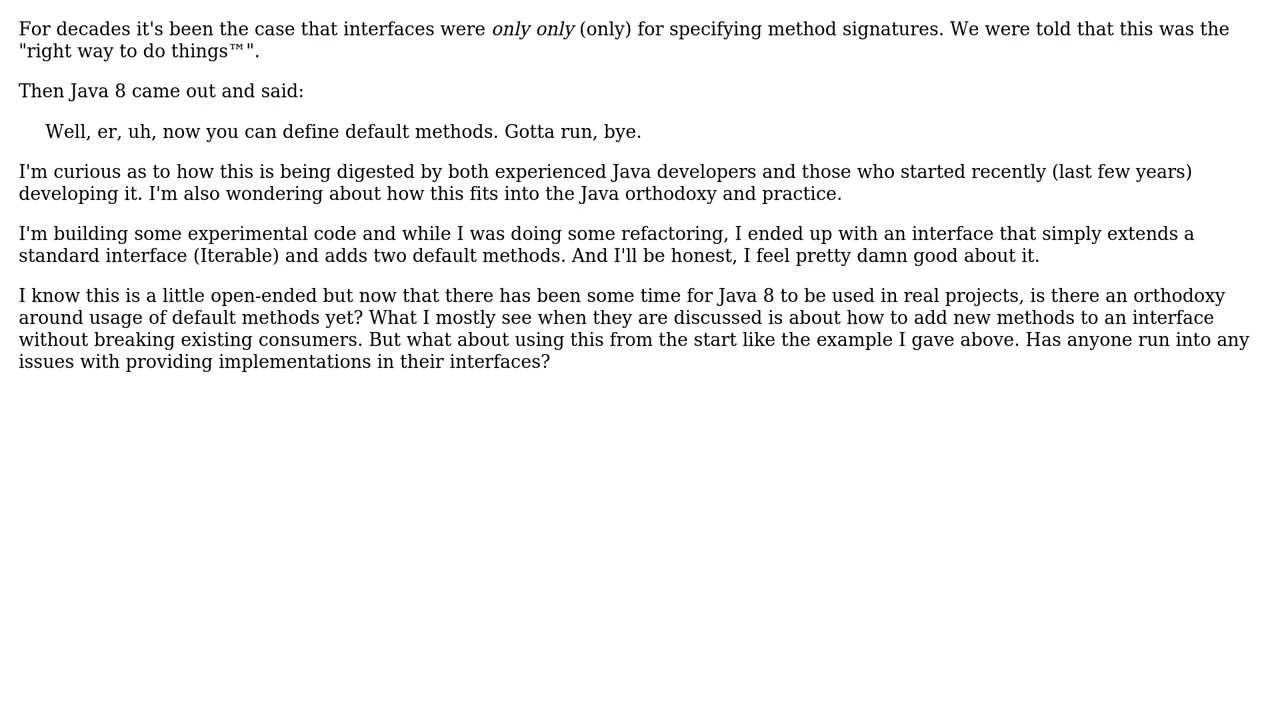 For decades it's been the case that interfaces were only only (only) for specifying method signatures. We were told that this was the
"right way to do things™".
Then Java 8 came out and said:
Well, er, uh, now you can define default methods. Gotta run, bye.
I'm curious as to how this is being digested by both experienced Java developers and those who started recently (last few years)
developing it. I'm also wondering about how this fits into the Java orthodoxy and practice.
I'm building some experimental code and while I was doing some refactoring, I ended up with an interface that simply extends a
standard interface (Iterable) and adds two default methods. And I'll be honest, I feel pretty damn good about it.
I know this is a little open-ended but now that there has been some time for Java 8 to be used in real projects, is there an orthodoxy
around usage of default methods yet? What I mostly see when they are discussed is about how to add new methods to an interface
without breaking existing consumers. But what about using this from the start like the example I gave above. Has anyone run into any
issues with providing implementations in their interfaces?